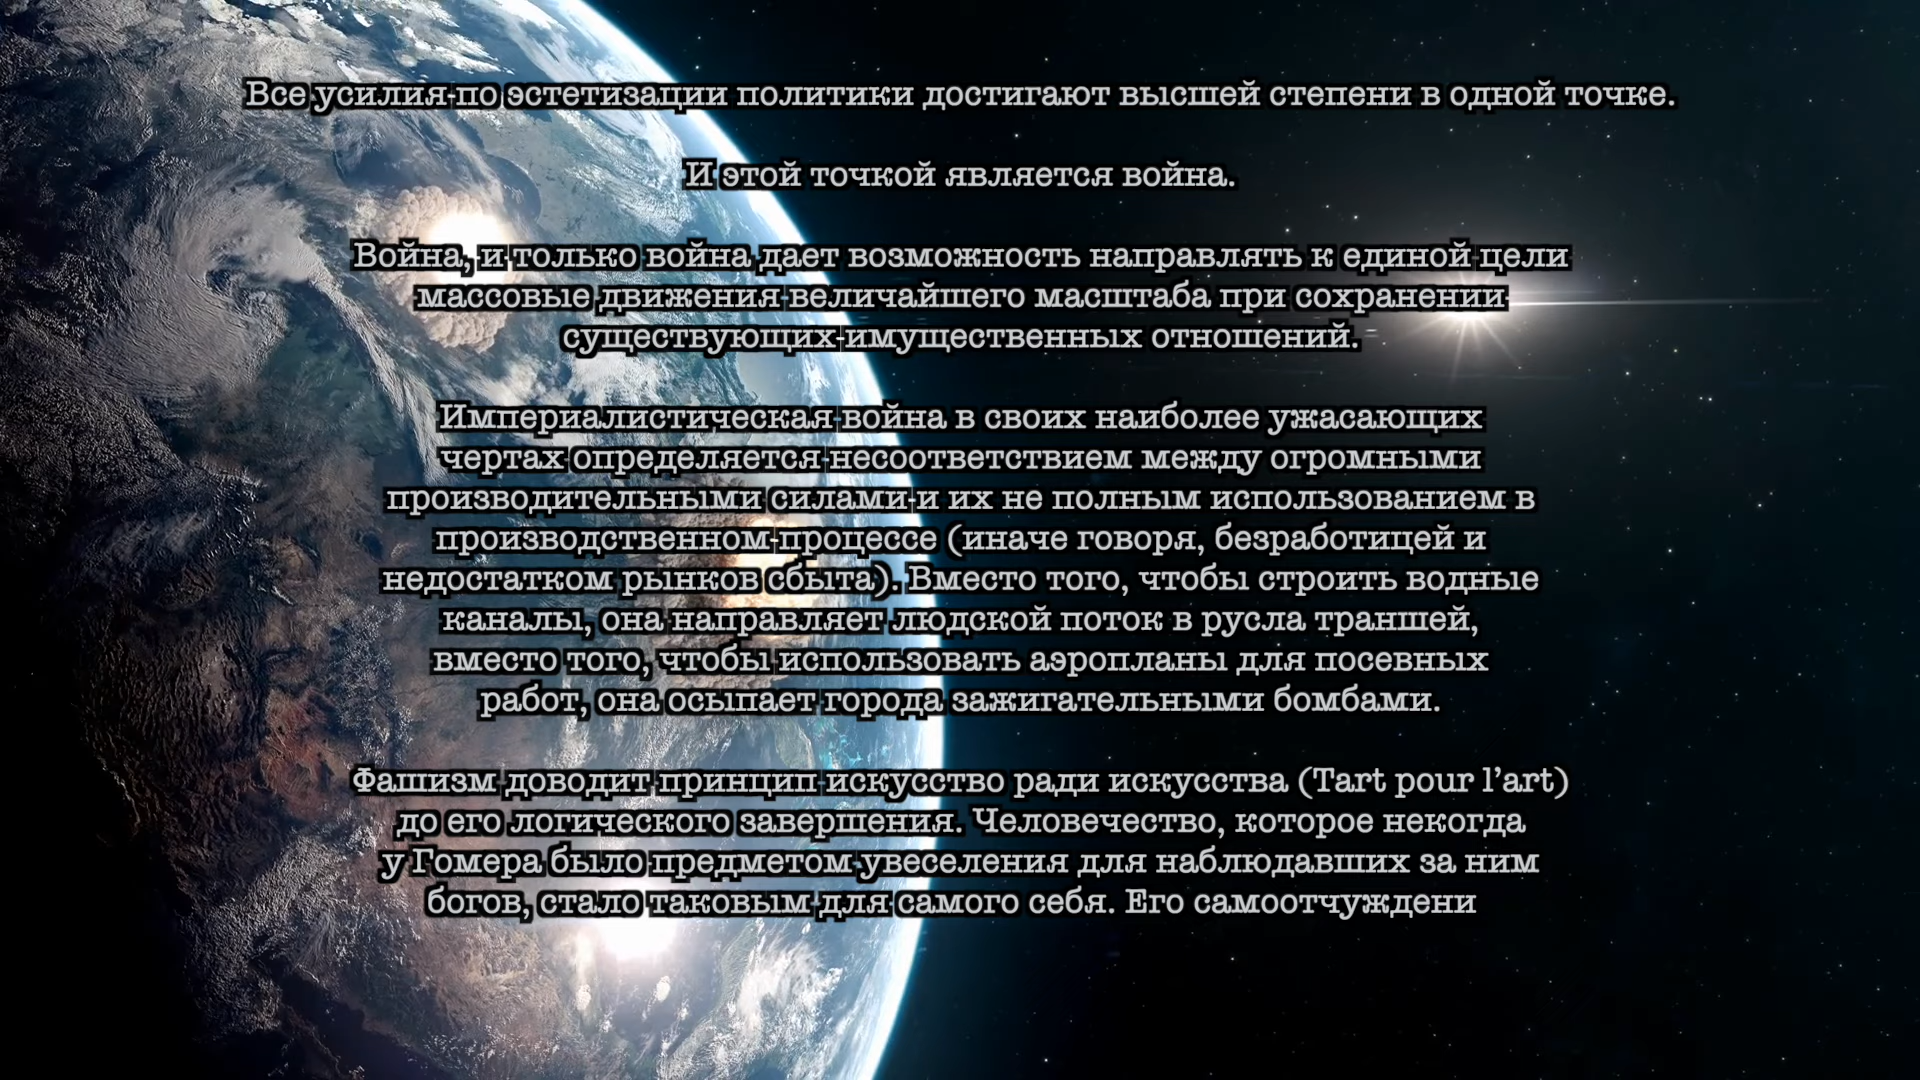 Все усилия по эстетизации политики достигают высшей степени в одной точке.
И этой точкой является война.
Война, и только война дает возможность направлять к единой цели
массовые движения величайшего масштаба при сохранении
существующих имущественных отношений.
Империалистическая война в своих наиболее ужасающих
чертах определяется несоответствием между огромными
производительными силами и их не полным использованием в
производственном процессе (иначе говоря, безработицей и
недостатком рынков сбыта). Вместо того, чтобы строить водные
каналы, она направляет людской поток в русла траншей,
вместо того, чтобы использовать аэропланы для посевных
работ, она осыпает города зажигательными бомбами.
Фашизм доводит принцип искусство ради искусства (Tart pour l’art)
до его логического завершения. Человечество, которое некогда
у Гомера было предметом увеселения для наблюдавших за ним
богов, стало таковым для самого себя. Его самоотчуждени